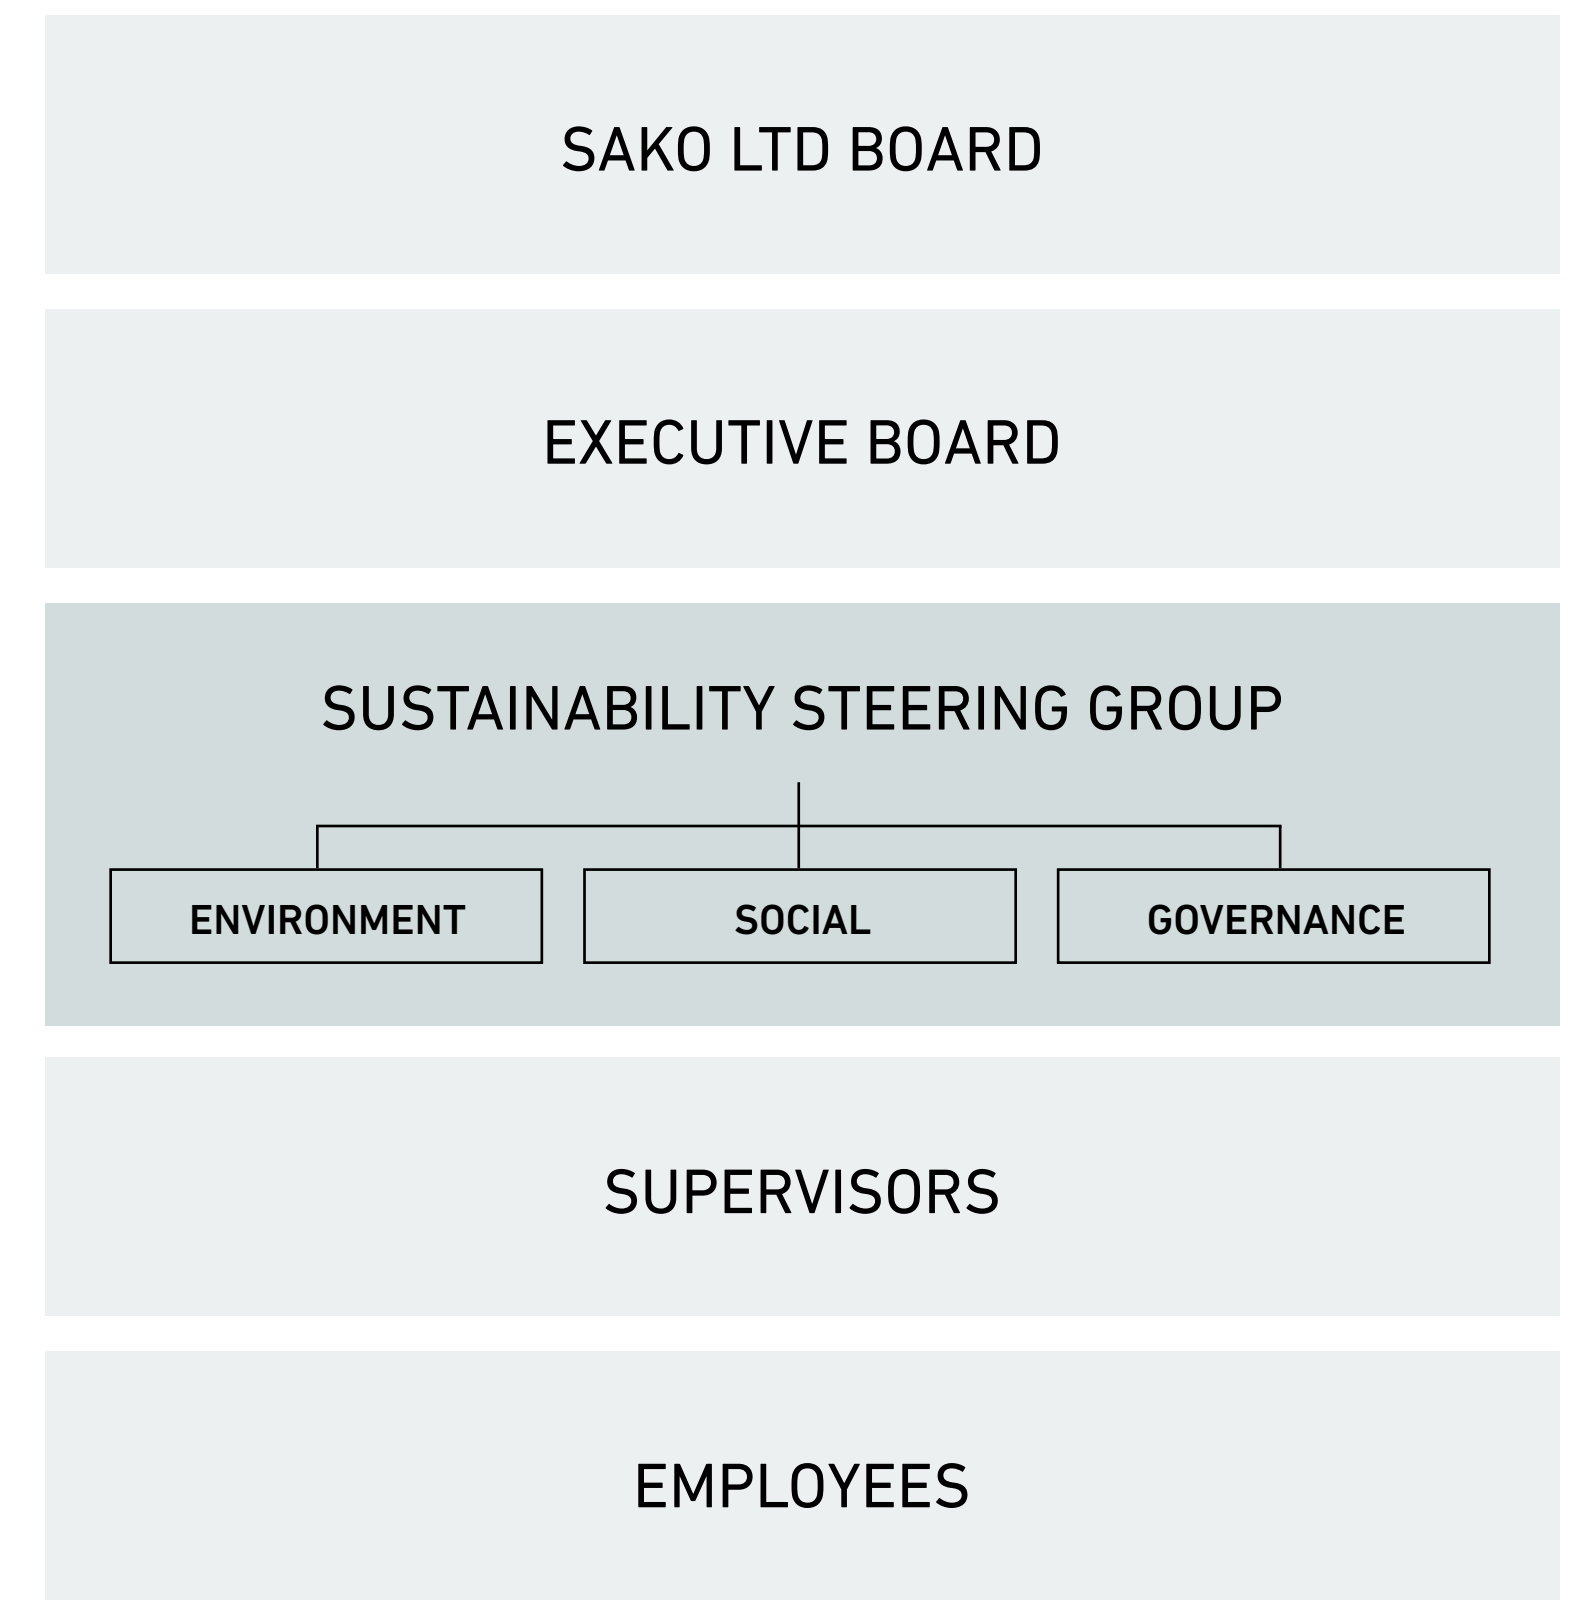 SAKO LTD BOARD
EXECUTIVE BOARD
SUSTAINABILITY STEERING GROUP
ENVIRONMENT
SOCIAL
GOVERNANCE
SUPERVISORS
EMPLOYEES